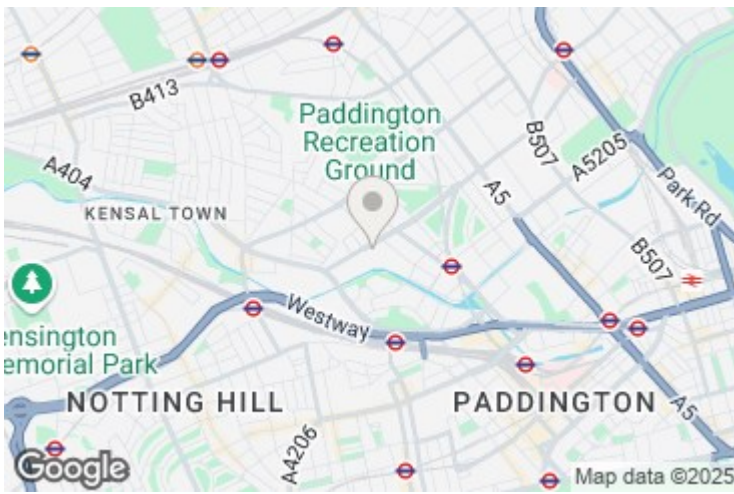 B413
Paddington
Recreation
Ground
B507
A5205
A404
A5
Park Rd
KENSAL TOWN
B507
Westway
ensington
emorial Park
NOTTING HILL
PADDINGTON
A5
A4206
Google
Map data ©2025